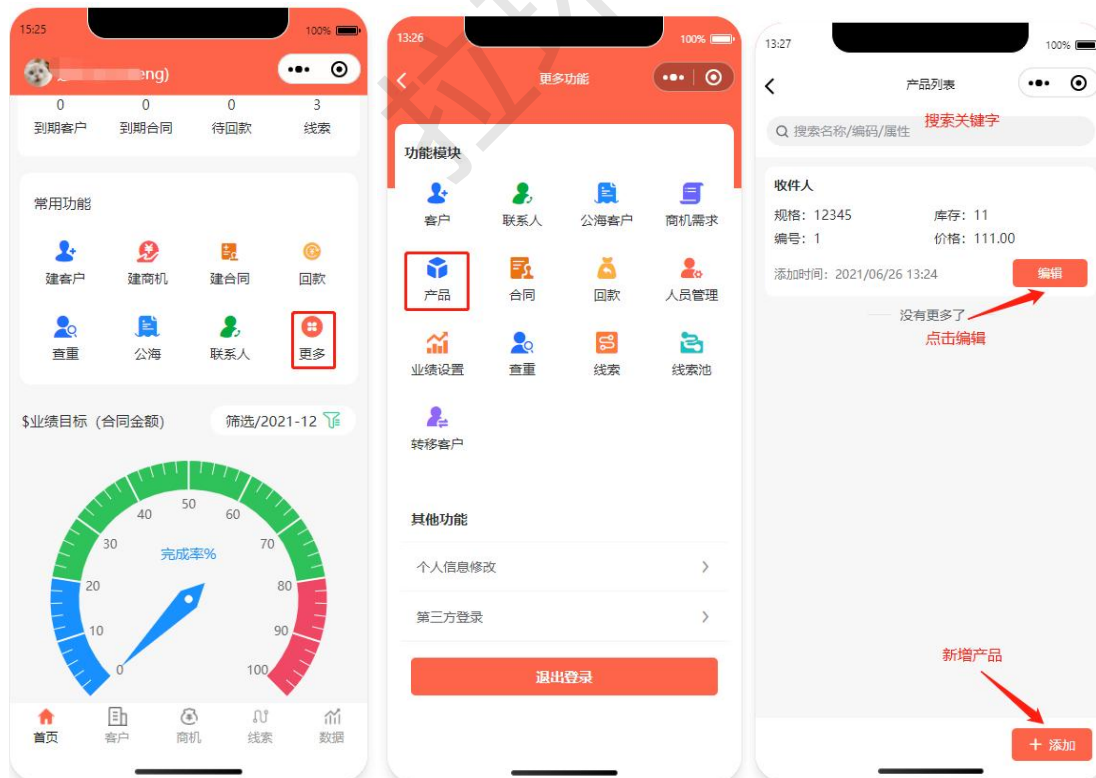 15:25
100%
eng)
0
0
0
3
到期客户
到期合同
待回款
线索
常用功能
建客户
建商机
建合同
回款
查重
公海
联系人
更多
$业绩目标 (合同金额)
筛选/2021-12
0
10
20
30
40
50
60
70
80
90
100
完成率%
首页
客户
商机
线索
数据
13:26
100%
更多功能
功能模块
客户
联系人
公海客户
商机需求
产品
合同
回款
人员管理
业绩设置
查重
线索
线索池
转移客户
其他功能
个人信息修改
第三方登录
退出登录
13:27
100%
产品列表
搜索名称/编码/属性
搜索关键字
收件人
规格：12345
库存：11
编号：1
价格：111.00
添加时间：2021/06/26 13:24
编辑
没有更多了
点击编辑
新增产品
+ 添加